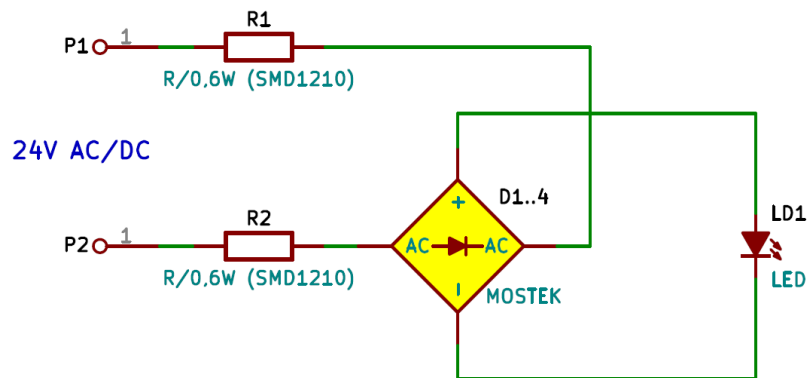 R1
P1 1
R/0,6W (SMD1210)
24V AC/DC
D1..4
+
R2
LD1
P2 1
AC AC
LED
R/0,6W (SMD1210)
-
MOSTEK